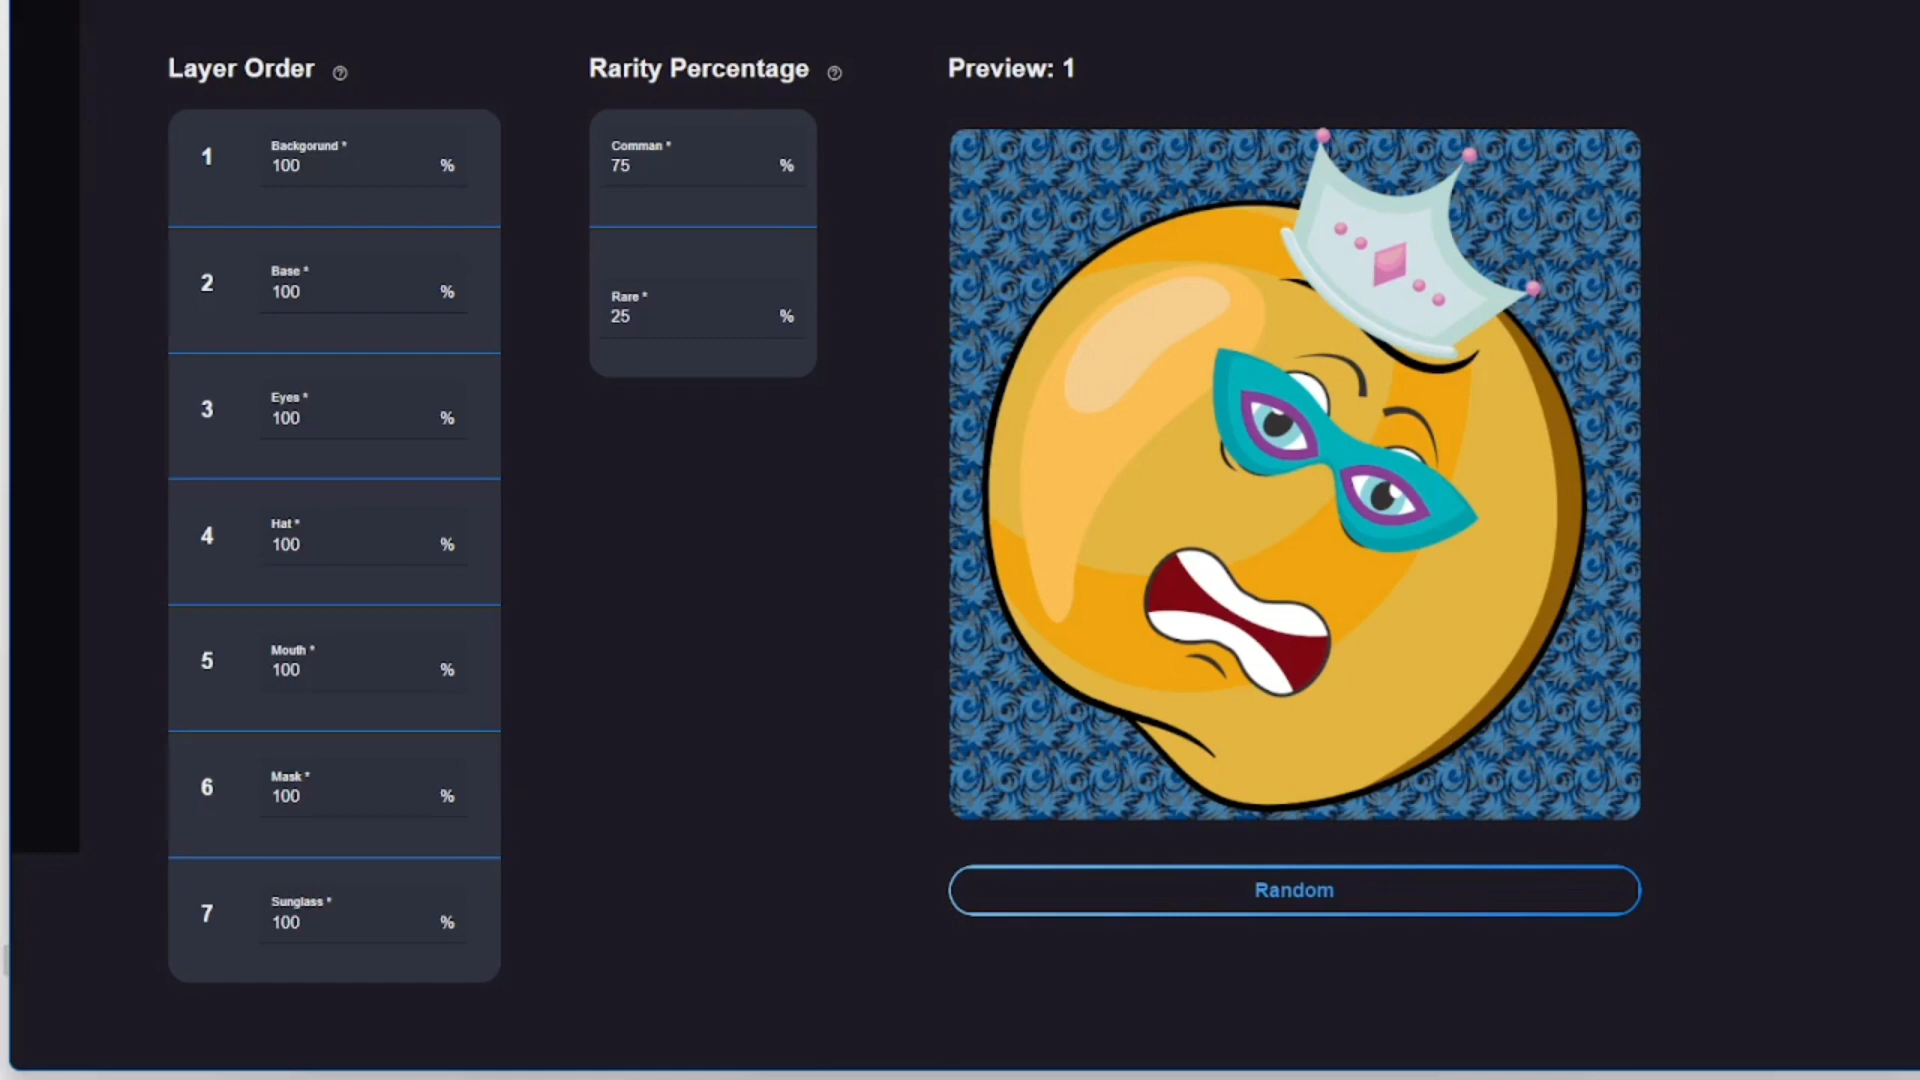 Layer Order
1
Backgorund *
100 %
2
Base *
100 %
3
Eyes *
100 %
4
Hat *
100 %
5
Mouth *
100 %
6
Mask *
100 %
7
Sunglass *
100 %
Rarity Percentage
Comman *
75 %
Rare *
25 %
Preview: 1
Random